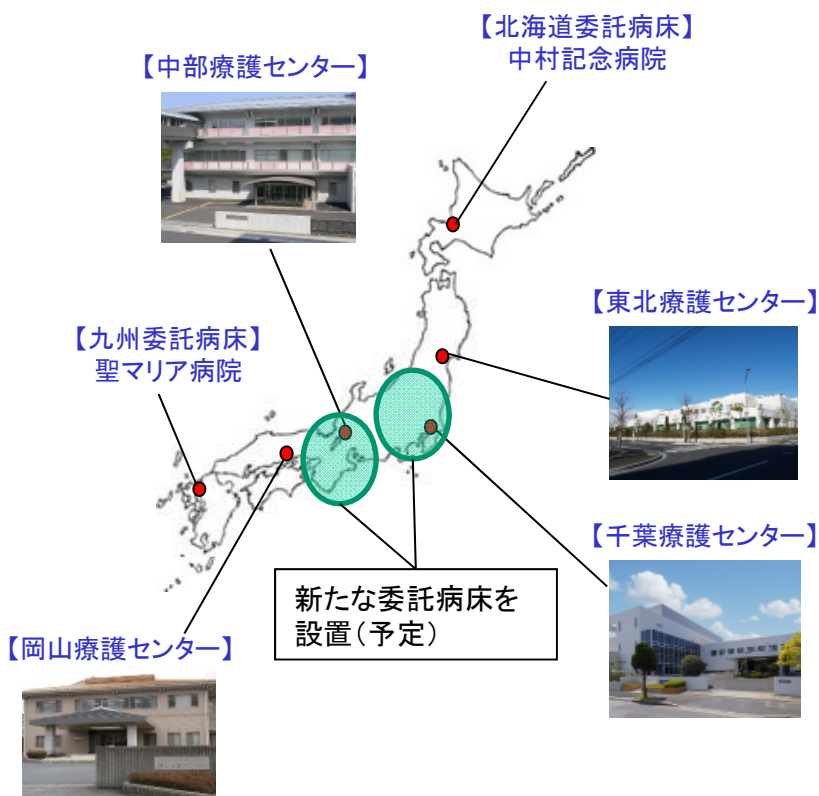 【北海道委託病床】
中村記念病院
【中部療護センター】
【東北療護センター】
【九州委託病床】
聖マリア病院
【千葉療護センター】
新たな委託病床を
設置(予定)
【岡山療護センター】